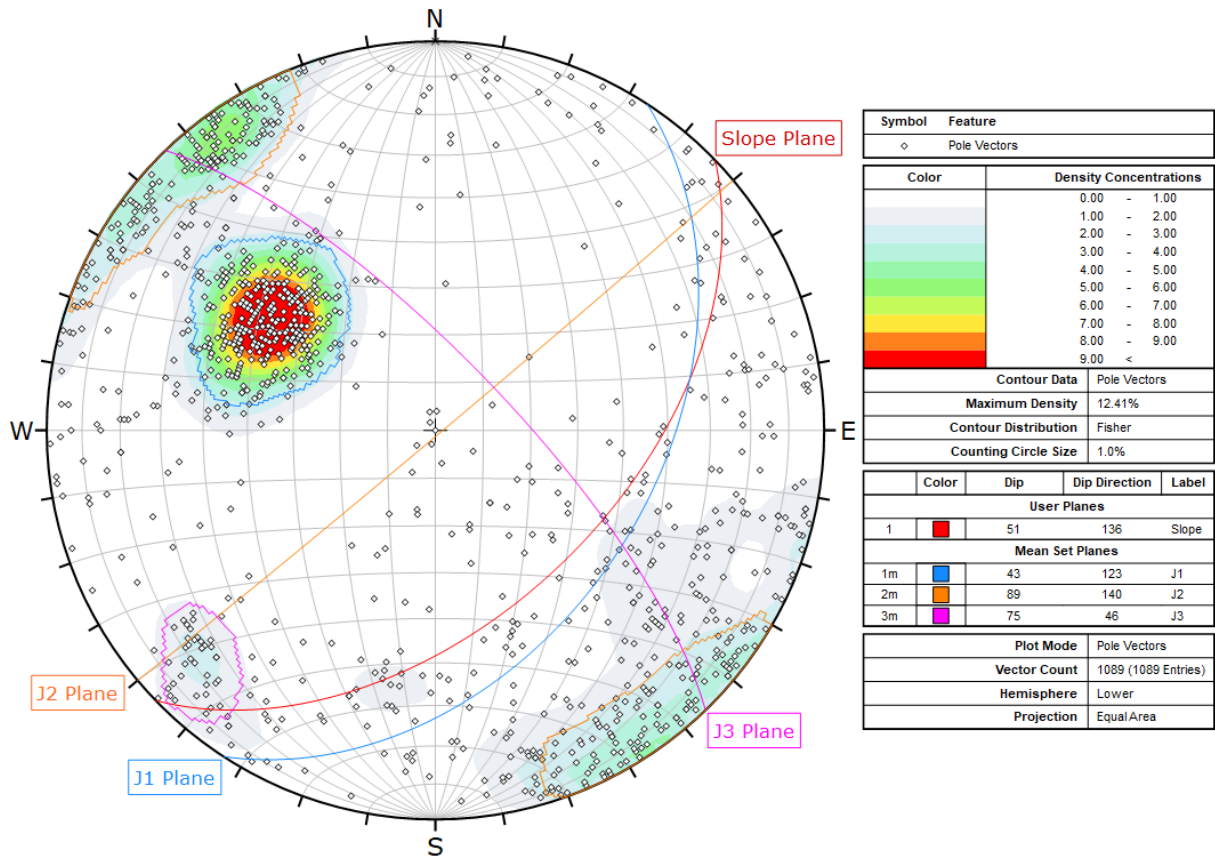 N
Slope Plane
W
E
J2 Plane
J3 Plane
J1 Plane
S
Symbol Feature
Pole Vectors
Color Density Concentrations
0.00 - 1.00
1.00 - 2.00
2.00 - 3.00
3.00 - 4.00
4.00 - 5.00
5.00 - 6.00
6.00 - 7.00
7.00 - 8.00
8.00 - 9.00
9.00 <
Contour Data Pole Vectors
Maximum Density 12.41%
Contour Distribution Fisher
Counting Circle Size 1.0%
Color Dip Dip Direction Label
User Planes
1 51 136 Slope
Mean Set Planes
1m 43 123 J1
2m 89 140 J2
3m 75 46 J3
Plot Mode Pole Vectors
Vector Count 1089 (1089 Entries)
Hemisphere Lower
Projection Equal Area